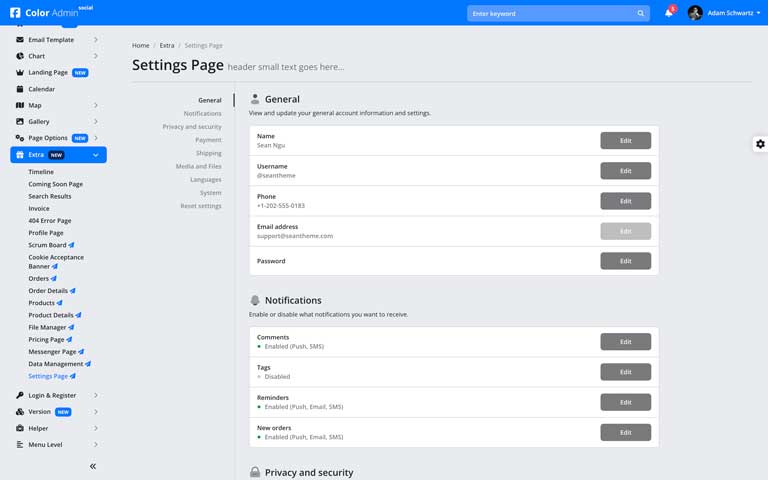 Color Admin social
Enter keyword
5
Adam Schwartz
Email Template
Chart
Landing Page NEW
Calendar
Map
Gallery
Page Options NEW
Extra NEW
Timeline
Coming Soon Page
Search Results
Invoice
404 Error Page
Profile Page
Scrum Board
Cookie Acceptance
Banner
Orders
Order Details
Products
Product Details
File Manager
Pricing Page
Messenger Page
Data Management
Settings Page
Login & Register
Version NEW
Helper
Menu Level
Home / Extra / Settings Page
Settings Page header small text goes here...
General
Notifications
Privacy and security
Payment
Shipping
Media and Files
Languages
System
Reset settings
General
View and update your general account information and settings.
Name
Sean Ngu
Edit
Username
@seantheme
Edit
Phone
+1-202-555-0183
Edit
Email address
support@seantheme.com
Edit
Password
Edit
Notifications
Enable or disable what notifications you want to receive.
Comments
Enabled (Push, SMS)
Edit
Tags
Disabled
Edit
Reminders
Enabled (Push, Email, SMS)
Edit
New orders
Enabled (Push, Email, SMS)
Edit
Privacy and security